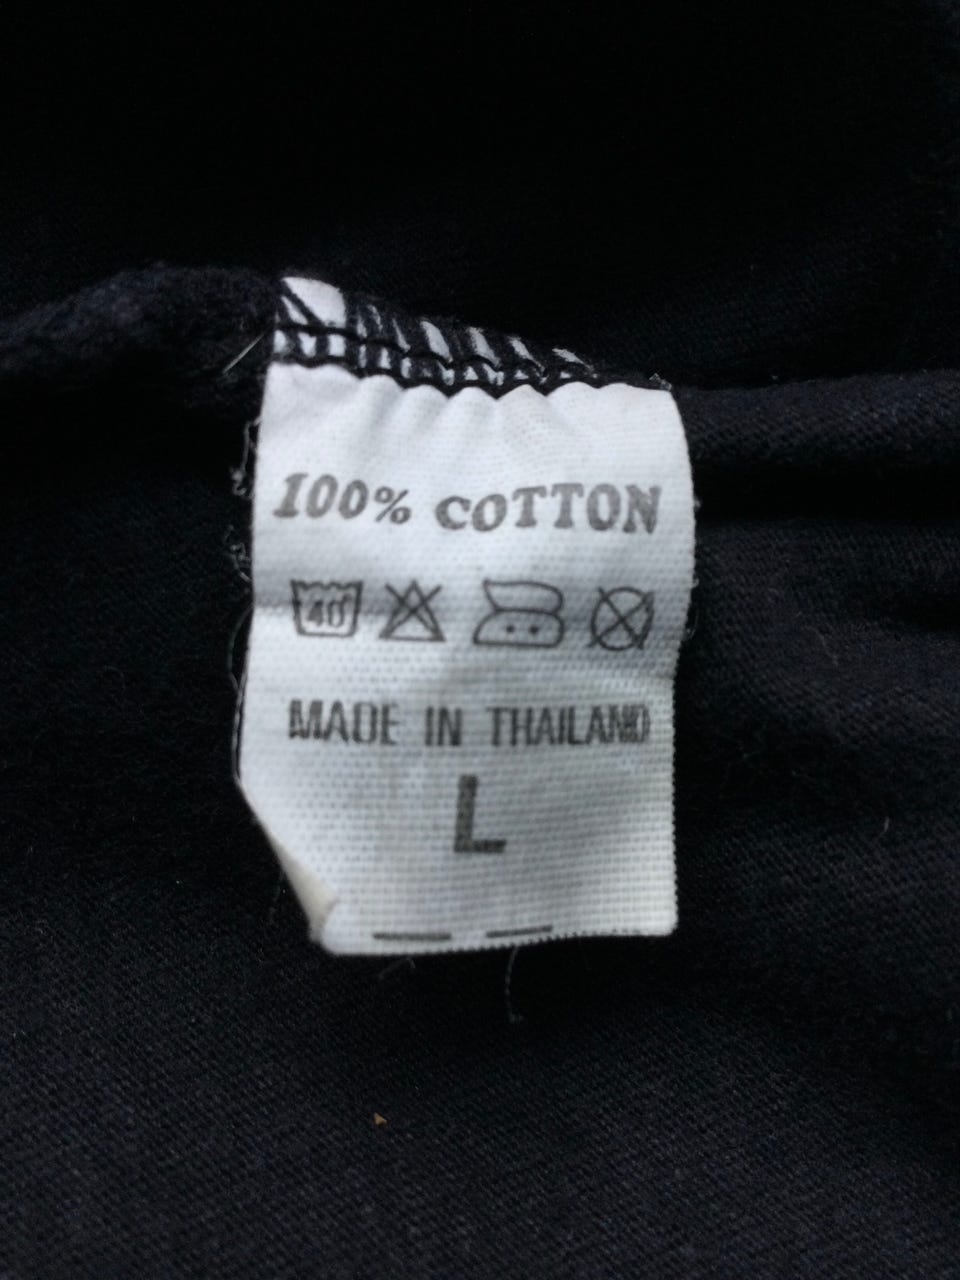 100% COTTON
40
MADE IN THAILAND
L